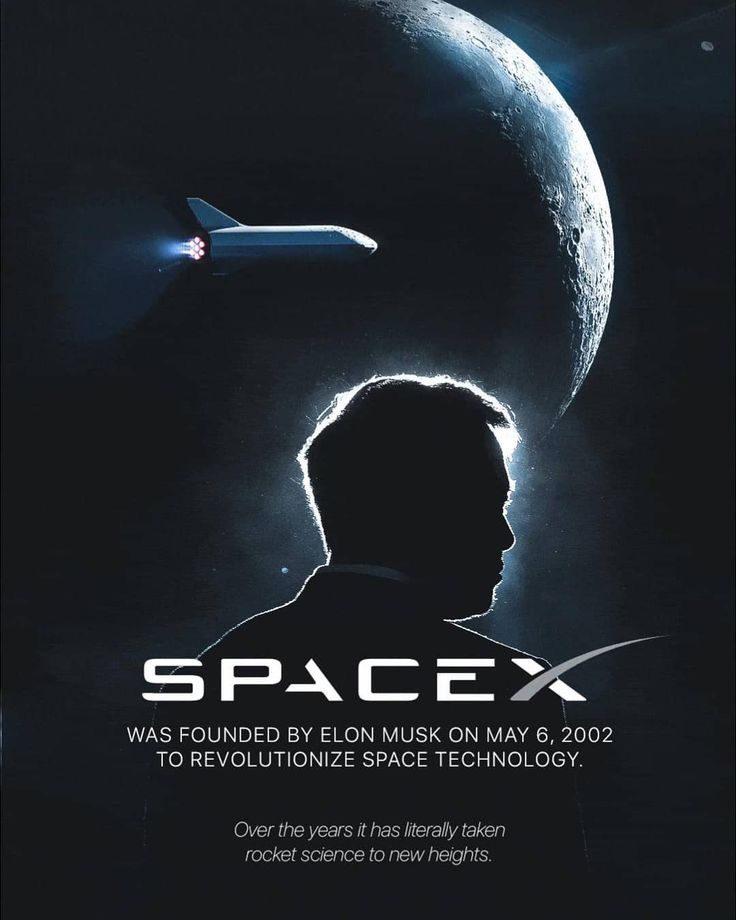 SPACEX
WAS FOUNDED BY ELON MUSK ON MAY 6, 2002
TO REVOLUTIONIZE SPACE TECHNOLOGY.
Over the years it has literally taken
rocket science to new heights.